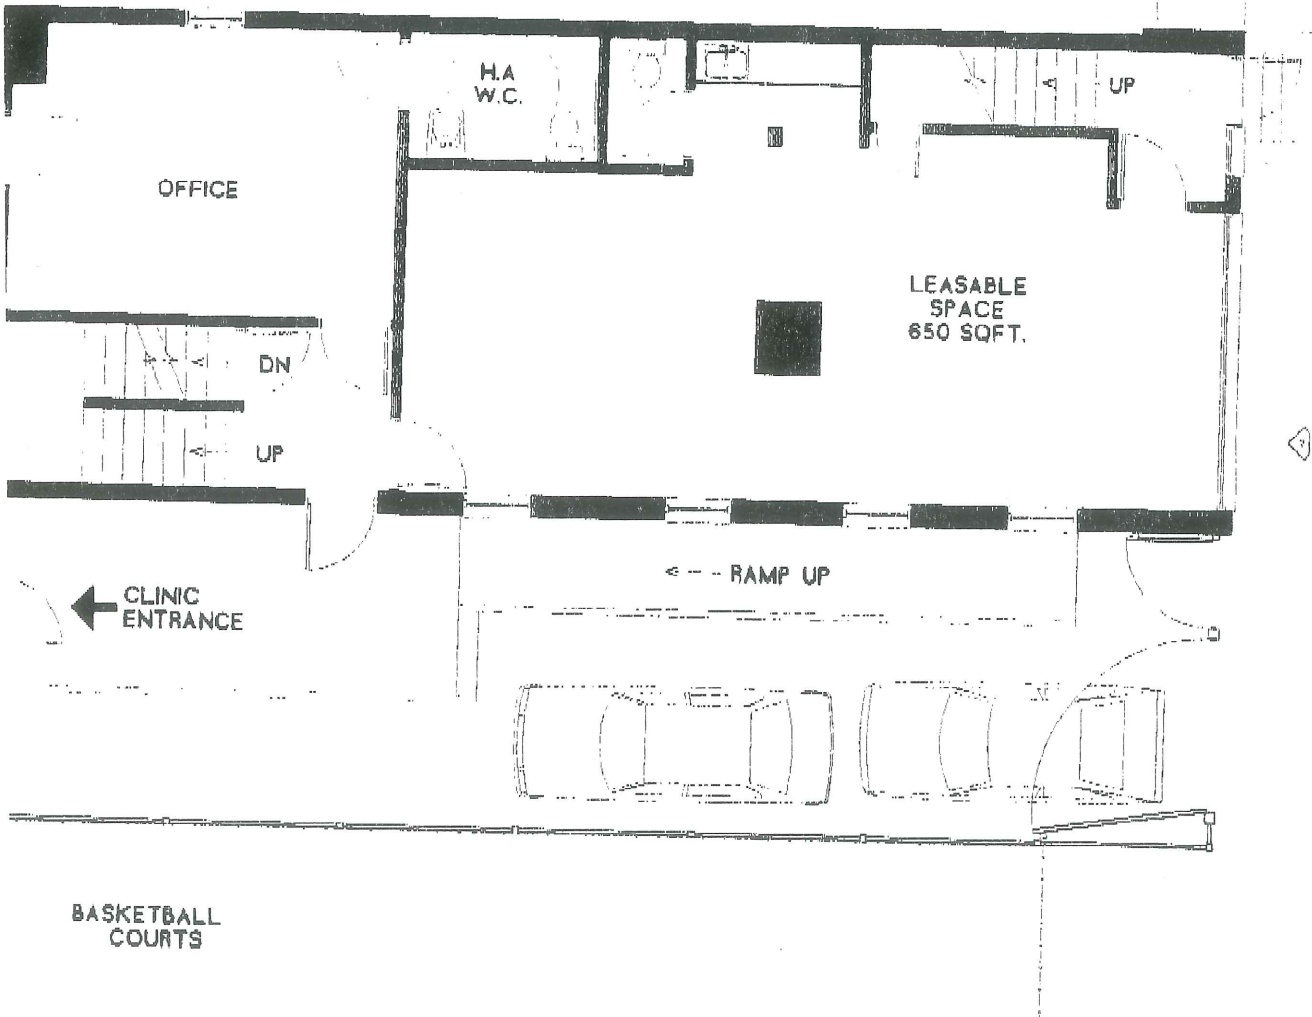 H.A
W.C.
UP
OFFICE
LEASABLE
SPACE
650 SQFT.
DN
UP
RAMP UP
CLINIC
ENTRANCE
BASKETBALL
COURTS